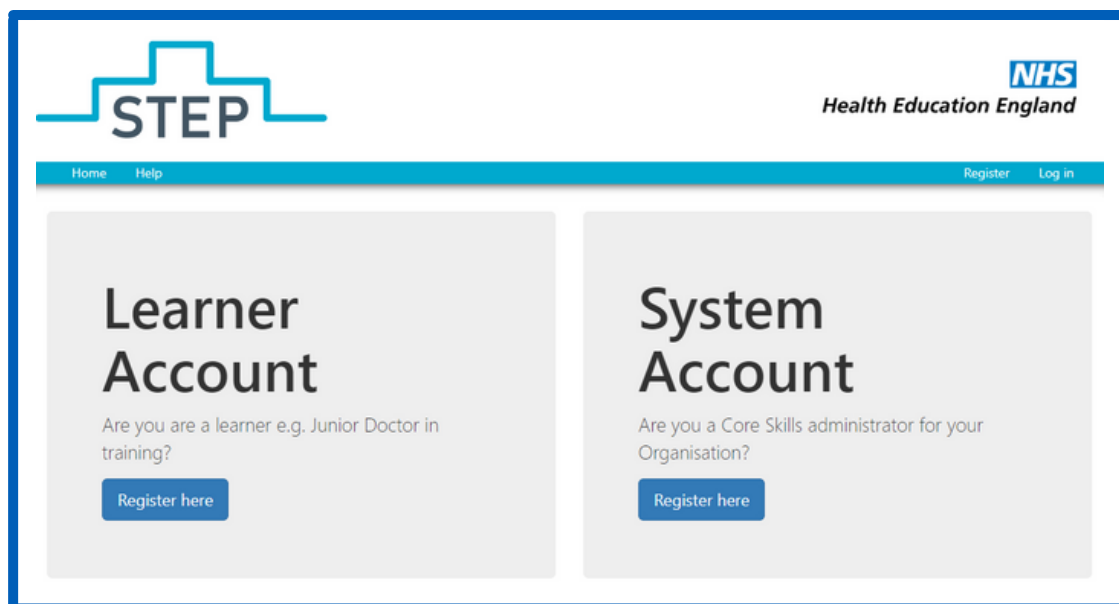 STEP
NHS
Health Education England
Home Help Register Log in
Learner
Account
Are you are a learner e.g. Junior Doctor in
training?
Register here
System
Account
Are you a Core Skills administrator for your
Organisation?
Register here